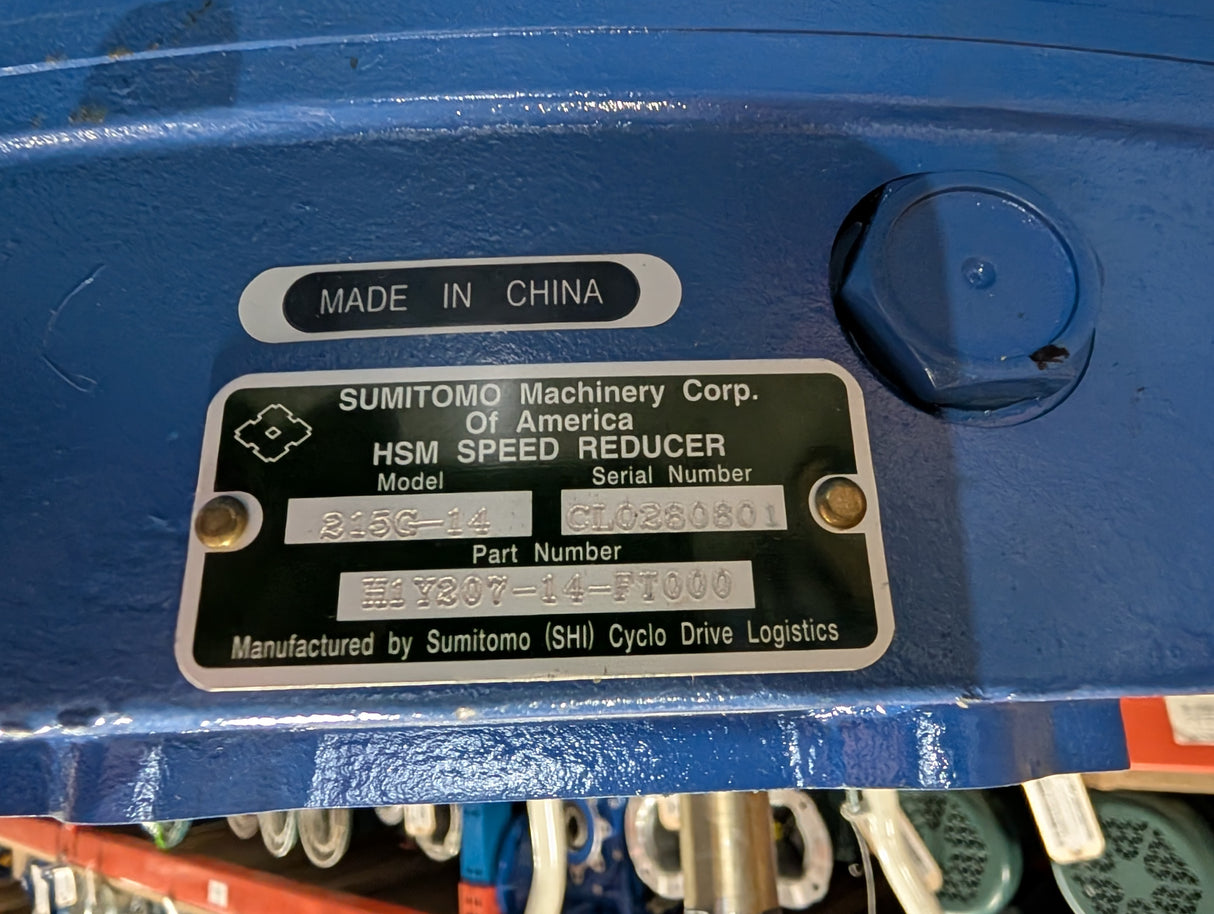 MADE IN CHINA
SUMITOMO Machinery Corp.
Of America
HSM SPEED REDUCER
Model Serial Number
215G-14 CL0280801
Part Number
H1Y207-14-FT000
Manufactured by Sumitomo (SHI) Cyclo Drive Logistics